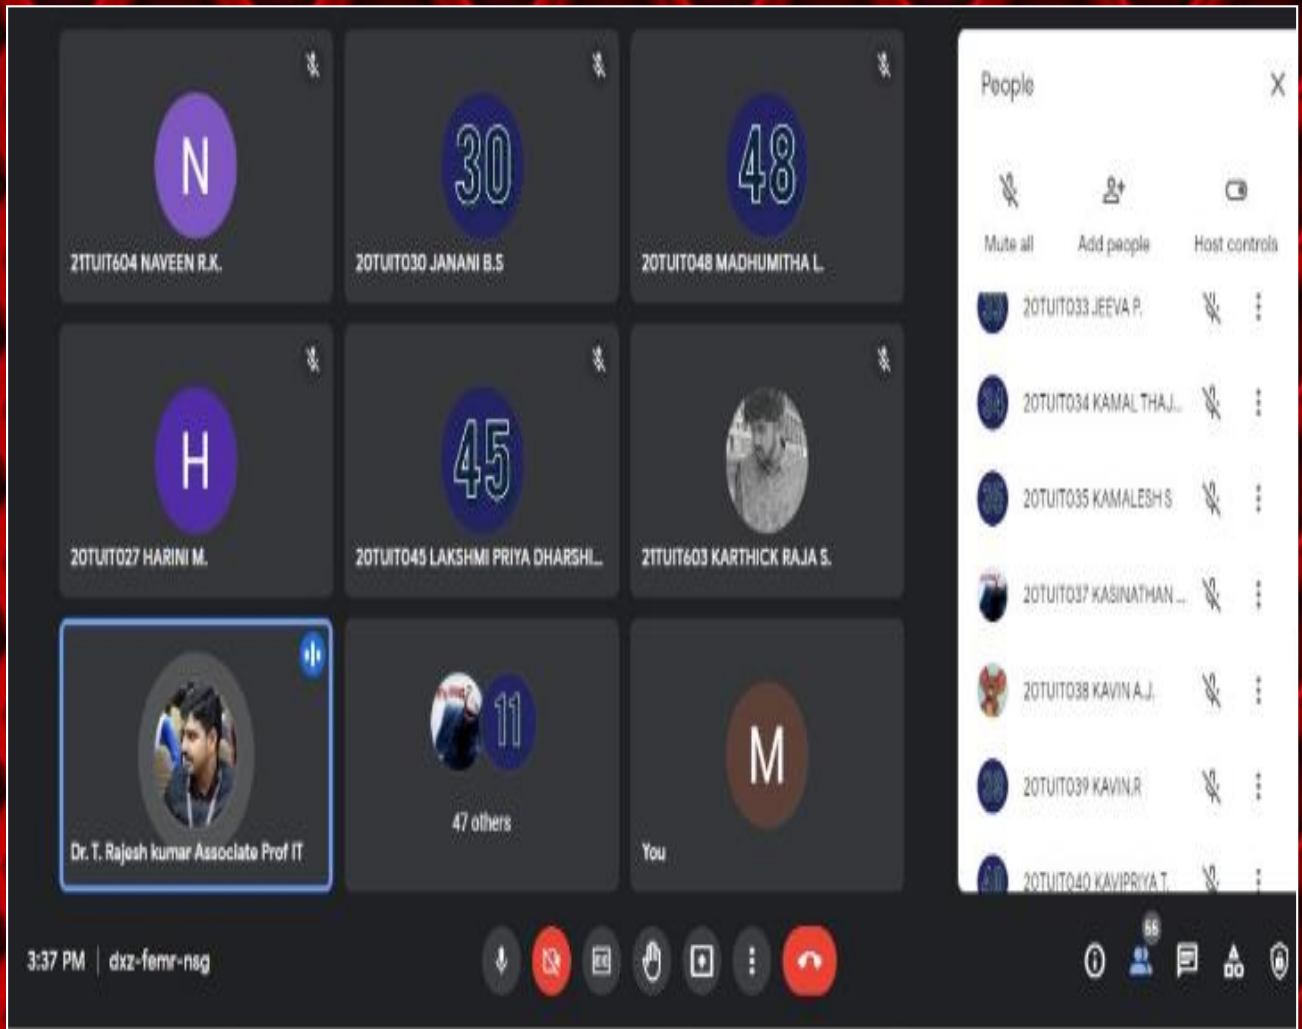 N
21TUIT604 NAVEEN R.K.
30
20TUIT030 JANANI B.S
48
20TUIT048 MADHUMITHA L.
H
20TUIT027 HARINI M.
45
20TUIT045 LAKSHMI PRIYA DHARSHI...
21TUIT603 KARTHICK RAJA S.
Dr. T. Rajesh kumar Associate Prof IT
11
47 others
M
You
People
Mute all
Add people
Host controls
20TUIT033 JEEVA P.
34
20TUIT034 KAMAL THAJ...
35
20TUIT035 KAMALESH S
20TUIT037 KASINATHAN ...
20TUIT038 KAVIN A.J.
20TUIT039 KAVIN.R
20TUIT040 KAVIPRIYA T.
3:37 PM | dxz-femr-nsg
66